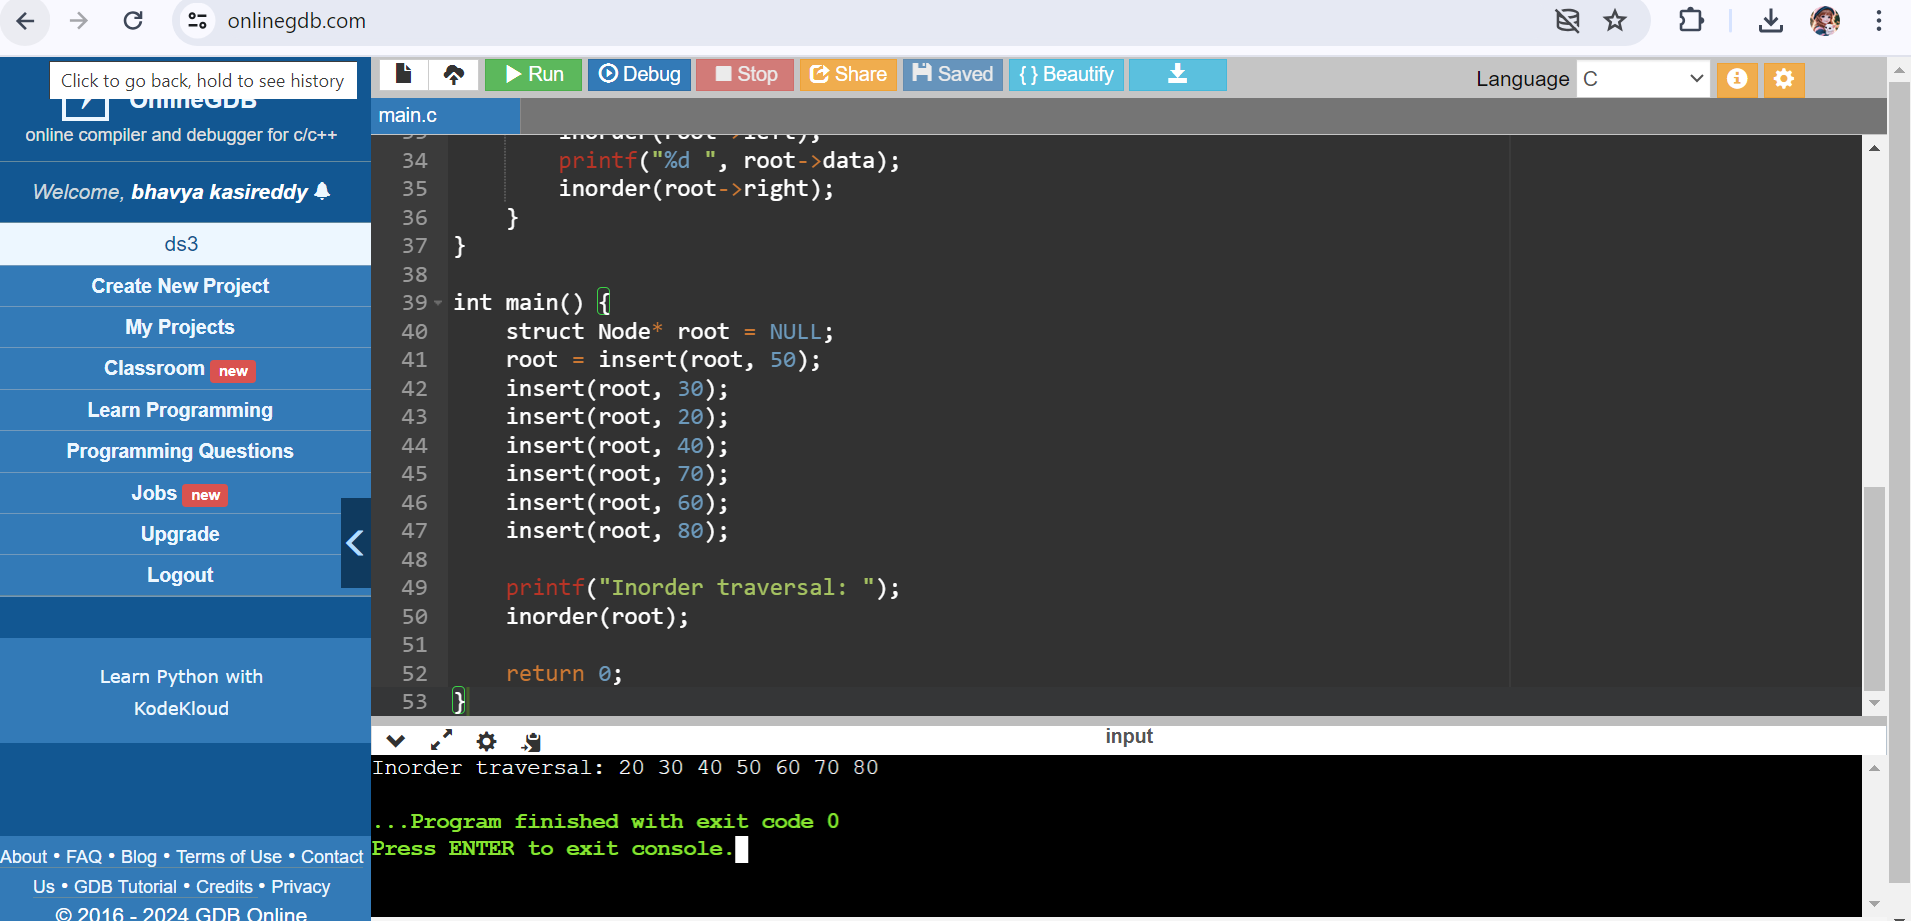 onlinegdb.com
Click to go back, hold to see history
OnlineGDB
online compiler and debugger for c/c++
Welcome, bhavya kasireddy
ds3
Create New Project
My Projects
Classroom new
Learn Programming
Programming Questions
Jobs new
Upgrade
Logout
Learn Python with
KodeKloud
About • FAQ • Blog • Terms of Use • Contact
Us • GDB Tutorial • Credits • Privacy
© 2016 - 2024 GDB Online
Run Debug Stop Share Saved { } Beautify Language C
main.c
33 inorder(root->left);
34 printf("%d ", root->data);
35 inorder(root->right);
36 }
37 }
38
39 int main() {
40 struct Node* root = NULL;
41 root = insert(root, 50);
42 insert(root, 30);
43 insert(root, 20);
44 insert(root, 40);
45 insert(root, 70);
46 insert(root, 60);
47 insert(root, 80);
48
49 printf("Inorder traversal: ");
50 inorder(root);
51
52 return 0;
53 }
input
Inorder traversal: 20 30 40 50 60 70 80
...Program finished with exit code 0
Press ENTER to exit console.